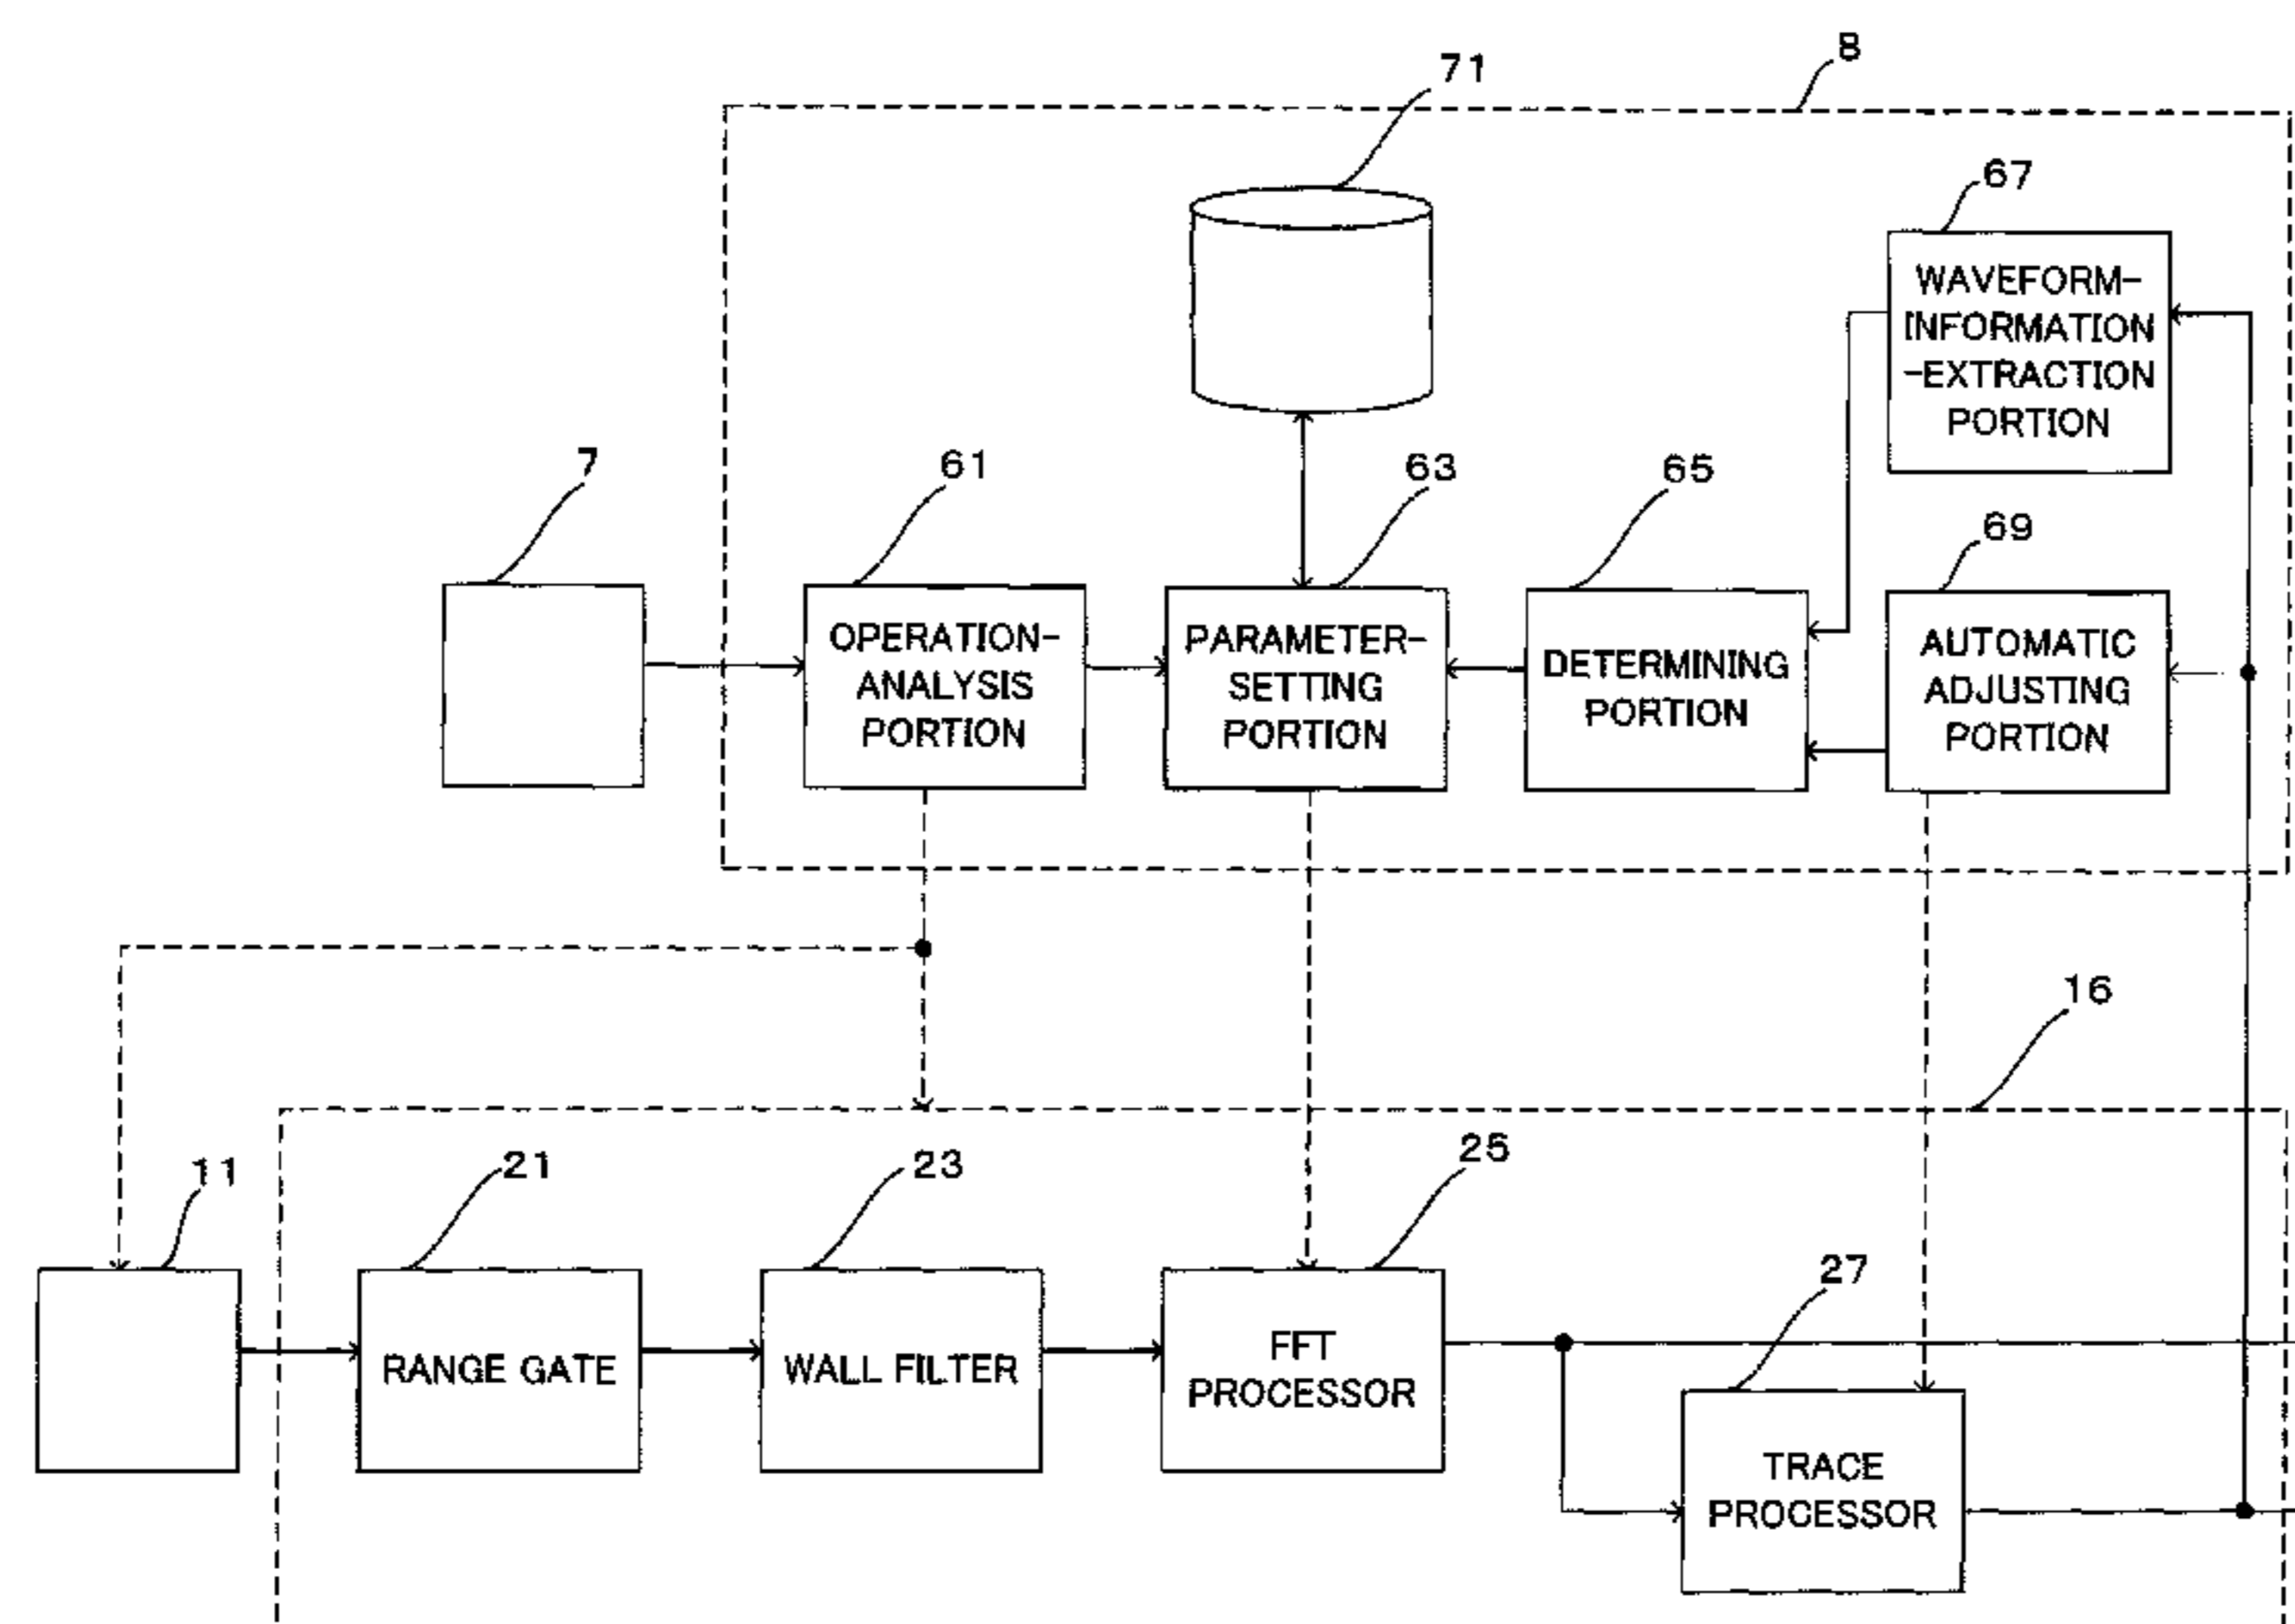 8
71
67
WAVEFORM-
INFORMATION
-EXTRACTION
PORTION
7
61
63
65
69
OPERATION-
ANALYSIS
PORTION
PARAMETER-
SETTING
PORTION
DETERMINING
PORTION
AUTOMATIC
ADJUSTING
PORTION
16
11
21
23
25
27
RANGE GATE
WALL FILTER
FFT
PROCESSOR
TRACE
PROCESSOR